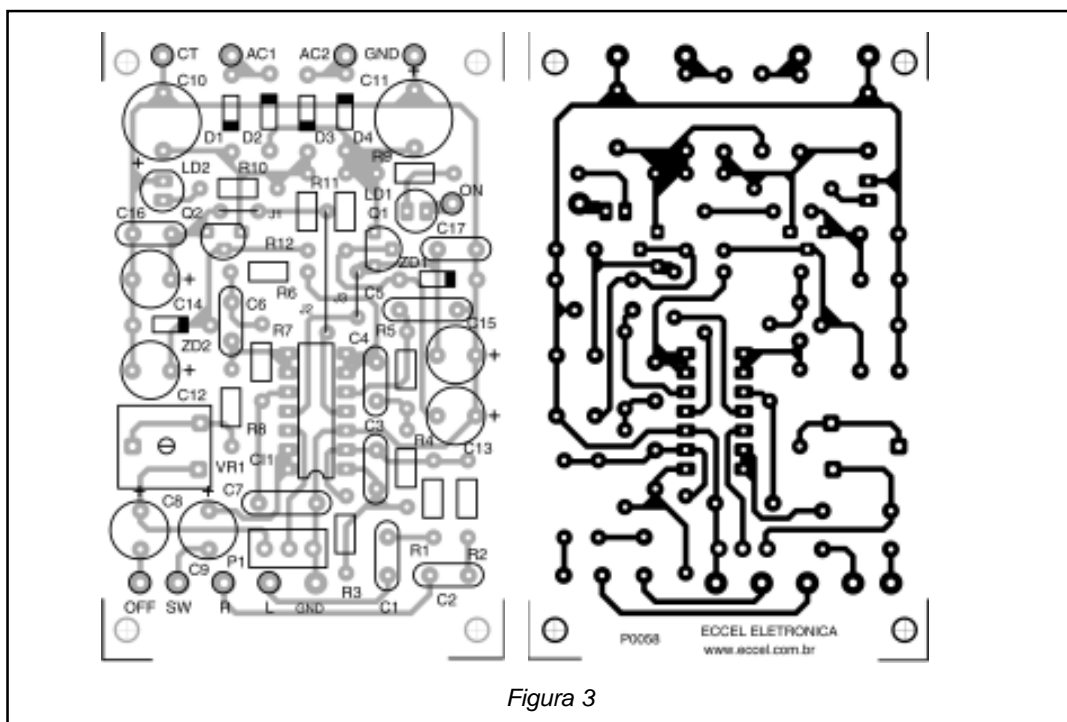 CT AC1 AC2 GND
C10 C11
+
D1 D2 D3 D4
R9
+ LD2 R10 R11 LD1 ON
C16 Q2 J1 Q1 C17
R12 ZD1
+
R6 C5
C14 C6 J2 J3 C15
R7 C4 R5
ZD2
+ +
C12
+
R8 C3 R4 C13
VR1 CI1
+ C8 + C7
P1 R1 R2
C9 R3
OFF SW R L GND C1 C2
P0058 ECCEL ELETRÔNICA
www.eccel.com.br
Figura 3